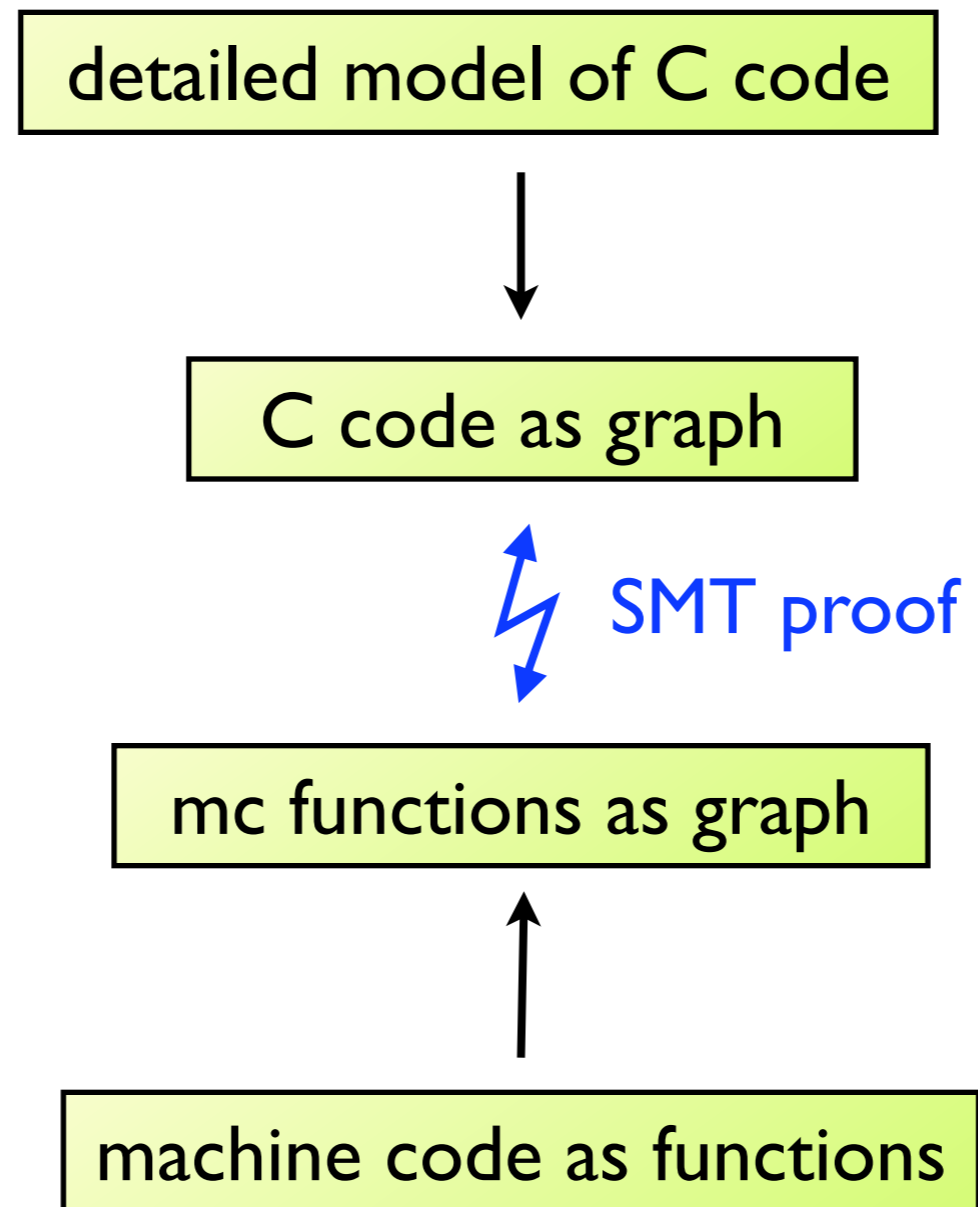 detailed model of C code
C code as graph
SMT proof
mc functions as graph
machine code as functions